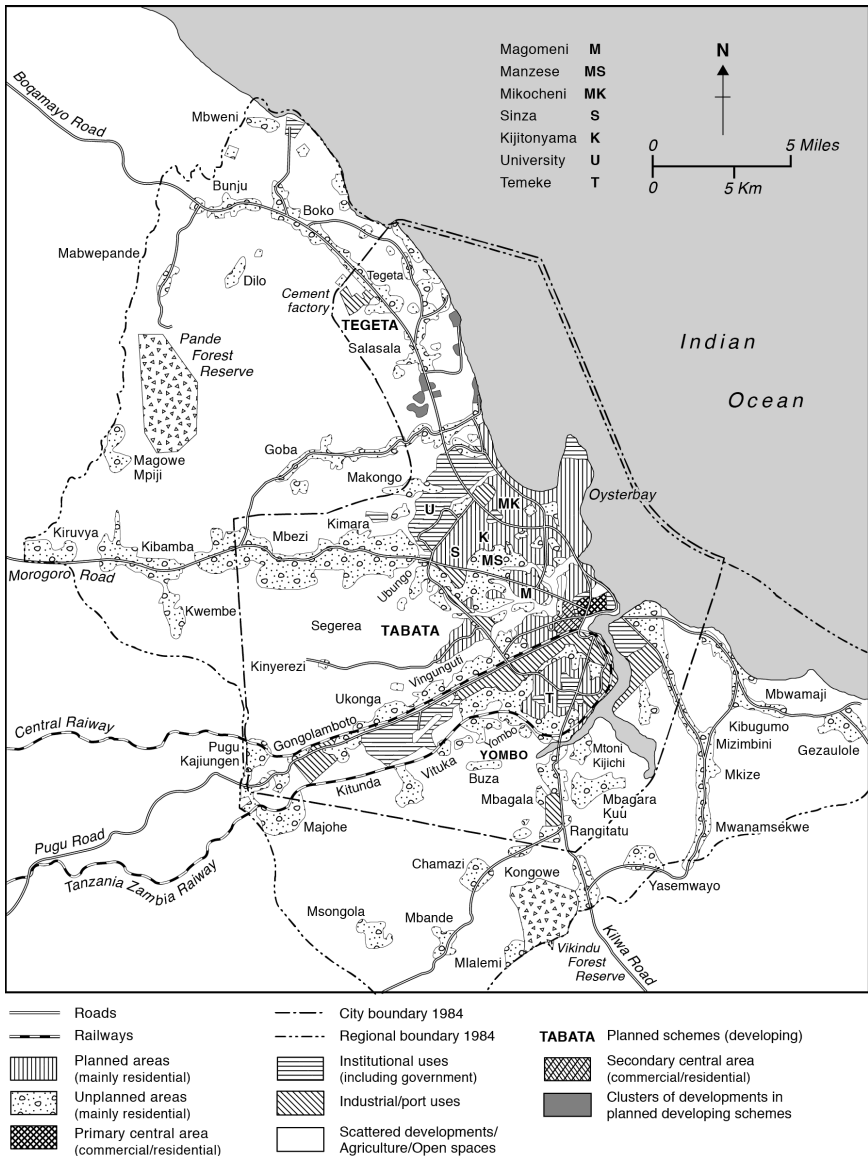 Magomeni M
Manzese MS
Mikocheni MK
Sinza S
Kijitonyama K
University U
Temeke T
N
0 5 Miles
0 5 Km
Boqamayo Road
Mbweni
Bunju
Boko
Mabwepande
Dilo
Tegeta
Cement
factory
TEGETA
Salasala
Pande
Forest
Reserve
Indian
Ocean
Goba
Magowe
Mpiji
Makongo
Oysterbay
MK
U
Kiruvya
Kibamba
Mbezi
Kimara
K
S
MS
Morogoro Road
Ubungo
M
Kwembe
Segerea
TABATA
Kinyerezi
Vingunguti
Ukonga
T
Mbwamaji
Central Raiway
Gongolamboto
Kibugumo
Pugu
Kajiungen
Yombo
YOMBO
Mtoni
Kijichi
Mizimbini
Gezaulole
Vituka
Buza
Mkize
Kitunda
Mbagala
Mbagara
Kuu
Pugu Road
Majohe
Rangitatu
Mwanamsekwe
Tanzania Zambia Raiway
Chamazi
Kongowe
Yasemwayo
Msongola
Mbande
Mlalemi
Vikindu
Forest
Reserve
Kilwa Road
Roads
Railways
Planned areas
(mainly residential)
Unplanned areas
(mainly residential)
Primary central area
(commercial/residential)
City boundary 1984
Regional boundary 1984
Institutional uses
(including government)
Industrial/port uses
Scattered developments/
Agriculture/Open spaces
TABATA Planned schemes (developing)
Secondary central area
(commercial/residential)
Clusters of developments in
planned developing schemes